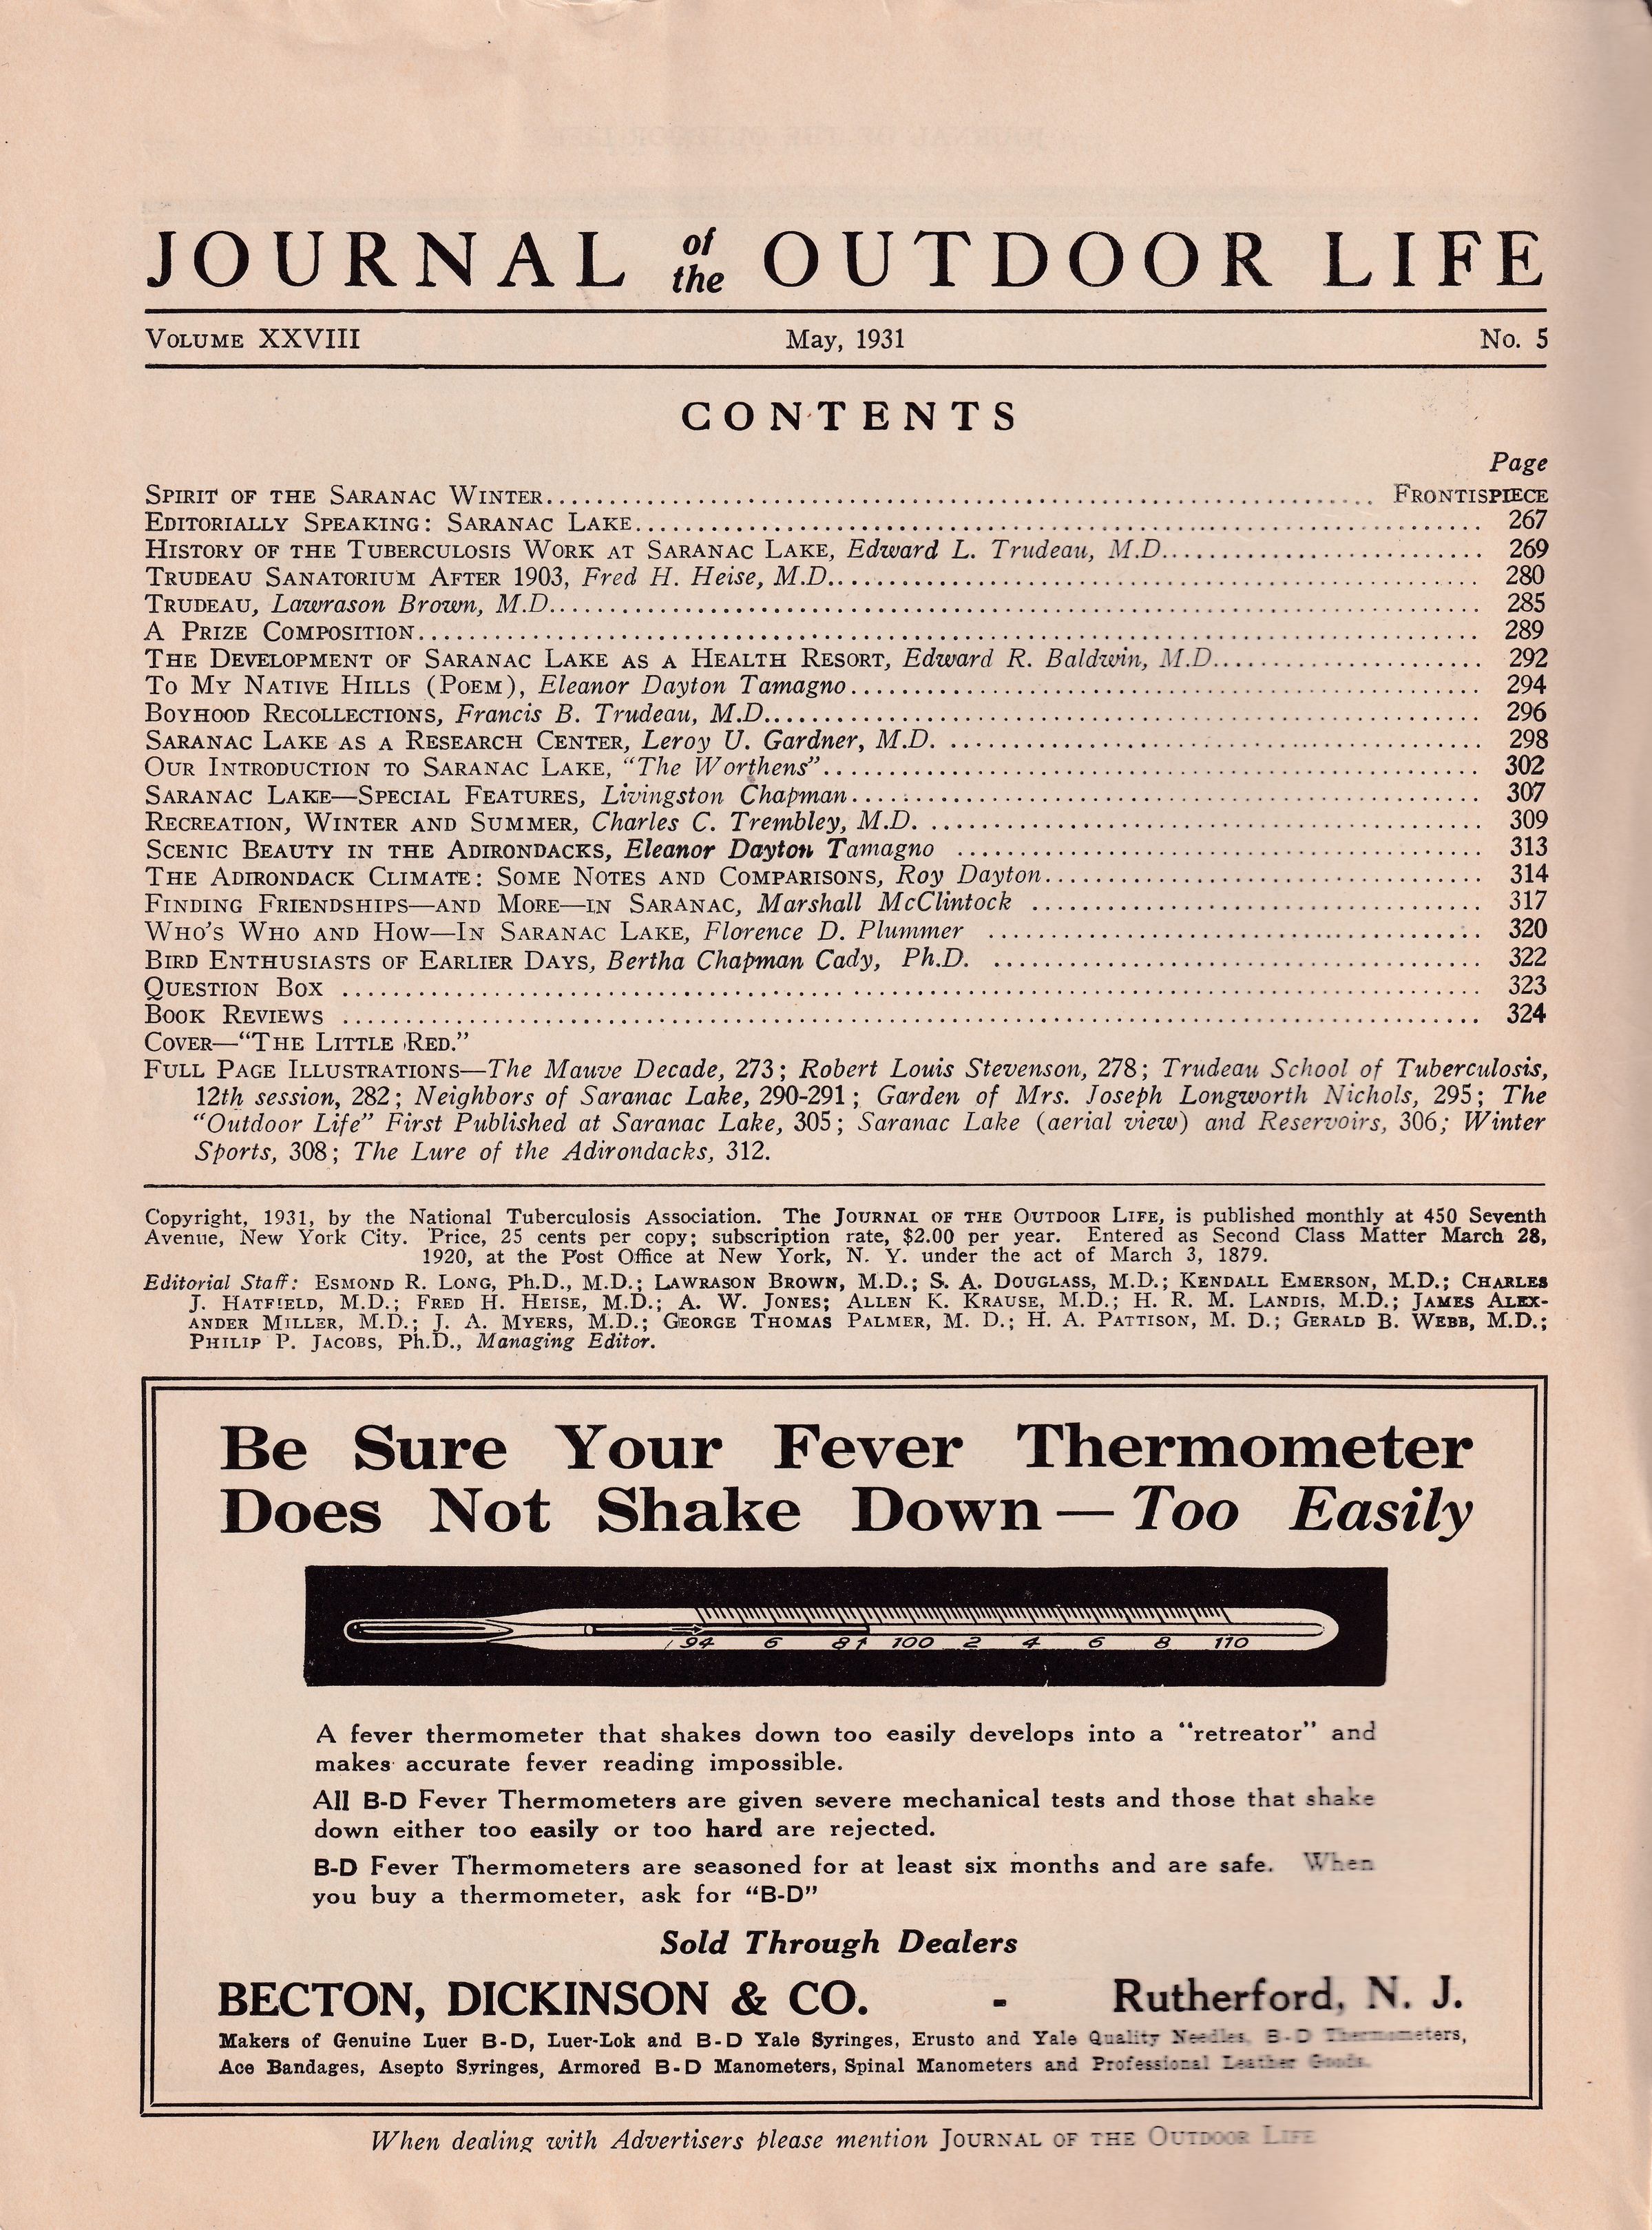 JOURNAL of the OUTDOOR LIFE
VOLUME XXVIII May, 1931 No. 5
CONTENTS
Page
SPIRIT OF THE SARANAC WINTER.......... FRONTISPIECE
EDITORIALLY SPEAKING: SARANAC LAKE.......... 267
HISTORY OF THE TUBERCULOSIS WORK AT SARANAC LAKE, Edward L. Trudeau, M.D.......... 269
TRUDEAU SANATORIUM AFTER 1903, Fred H. Heise, M.D.......... 280
TRUDEAU, Lawrason Brown, M.D.......... 285
A PRIZE COMPOSITION.......... 289
THE DEVELOPMENT OF SARANAC LAKE AS A HEALTH RESORT, Edward R. Baldwin, M.D.......... 292
TO MY NATIVE HILLS (POEM), Eleanor Dayton Tamagno.......... 294
BOYHOOD RECOLLECTIONS, Francis B. Trudeau, M.D.......... 296
SARANAC LAKE AS A RESEARCH CENTER, Leroy U. Gardner, M.D. .......... 298
OUR INTRODUCTION TO SARANAC LAKE, "The Worthens".......... 302
SARANAC LAKE—SPECIAL FEATURES, Livingston Chapman.......... 307
RECREATION, WINTER AND SUMMER, Charles C. Trembley, M.D. .......... 309
SCENIC BEAUTY IN THE ADIRONDACKS, Eleanor Dayton Tamagno .......... 313
THE ADIRONDACK CLIMATE: SOME NOTES AND COMPARISONS, Roy Dayton.......... 314
FINDING FRIENDSHIPS—AND MORE—IN SARANAC, Marshall McClintock .......... 317
WHO'S WHO AND HOW—IN SARANAC LAKE, Florence D. Plummer .......... 320
BIRD ENTHUSIASTS OF EARLIER DAYS, Bertha Chapman Cady, Ph.D. .......... 322
QUESTION BOX .......... 323
BOOK REVIEWS .......... 324
COVER—"THE LITTLE RED."
FULL PAGE ILLUSTRATIONS—The Mauve Decade, 273; Robert Louis Stevenson, 278; Trudeau School of Tuberculosis,
12th session, 282; Neighbors of Saranac Lake, 290-291; Garden of Mrs. Joseph Longworth Nichols, 295; The
"Outdoor Life" First Published at Saranac Lake, 305; Saranac Lake (aerial view) and Reservoirs, 306; Winter
Sports, 308; The Lure of the Adirondacks, 312.
Copyright, 1931, by the National Tuberculosis Association. The JOURNAL OF THE OUTDOOR LIFE, is published monthly at 450 Seventh
Avenue, New York City. Price, 25 cents per copy; subscription rate, $2.00 per year. Entered as Second Class Matter March 28,
1920, at the Post Office at New York, N. Y. under the act of March 3, 1879.
Editorial Staff: ESMOND R. LONG, Ph.D., M.D.; LAWRASON BROWN, M.D.; S. A. DOUGLASS, M.D.; KENDALL EMERSON, M.D.; CHARLES
J. HATFIELD, M.D.; FRED H. HEISE, M.D.; A. W. JONES; ALLEN K. KRAUSE, M.D.; H. R. M. LANDIS, M.D.; JAMES ALEX-
ANDER MILLER, M.D.; J. A. MYERS, M.D.; GEORGE THOMAS PALMER, M. D.; H. A. PATTISON, M. D.; GERALD B. WEBB, M.D.;
PHILIP P. JACOBS, Ph.D., Managing Editor.
Be Sure Your Fever Thermometer
Does Not Shake Down — Too Easily
94 6 8 100 2 4 6 8 110
A fever thermometer that shakes down too easily develops into a "retreator" and
makes accurate fever reading impossible.
All B-D Fever Thermometers are given severe mechanical tests and those that shake
down either too easily or too hard are rejected.
B-D Fever Thermometers are seasoned for at least six months and are safe. When
you buy a thermometer, ask for "B-D"
Sold Through Dealers
BECTON, DICKINSON & CO. - Rutherford, N. J.
Makers of Genuine Luer B-D, Luer-Lok and B-D Yale Syringes, Erusto and Yale Quality Needles, B-D Thermometers,
Ace Bandages, Asepto Syringes, Armored B-D Manometers, Spinal Manometers and Professional Leather Goods.
When dealing with Advertisers please mention JOURNAL OF THE OUTDOOR LIFE